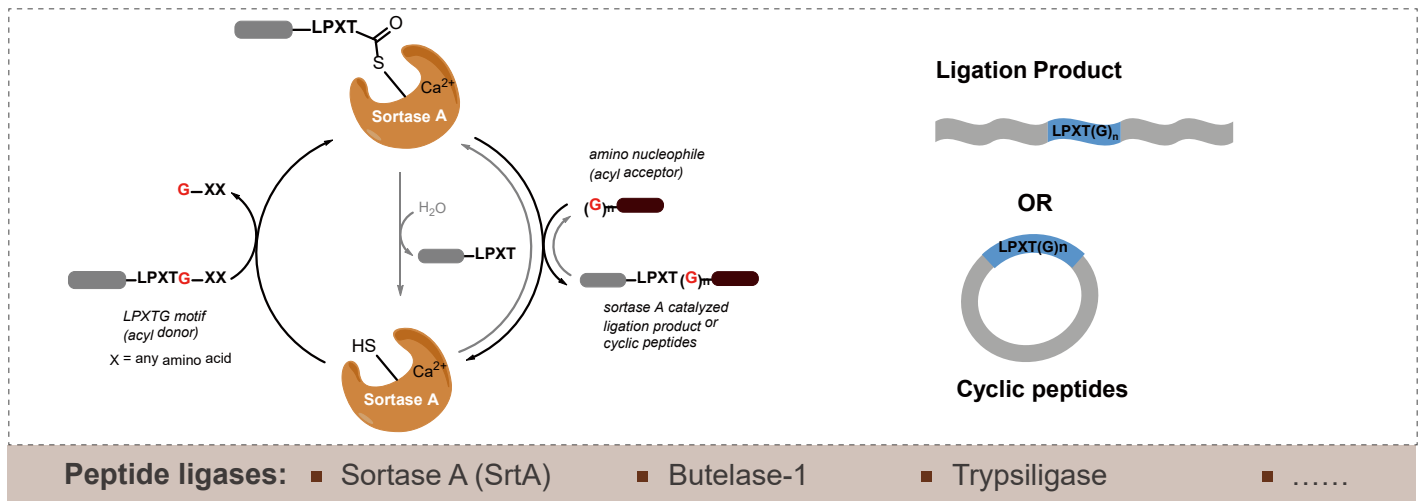 LPXT
O
S
Ca2+
Sortase A
G—XX
LPXTG—XX
LPXTG motif
(acyl donor)
X = any amino acid
H2O
LPXT
amino nucleophile
(acyl acceptor)
(G)n
LPXT(G)n
sortase A catalyzed
ligation product or
cyclic peptides
HS
Ca2+
Sortase A
Ligation Product
LPXT(G)n
OR
LPXT(G)n
Cyclic peptides
Peptide ligases: ▪ Sortase A (SrtA) ▪ Butelase-1 ▪ Trypsiligase ▪ ……